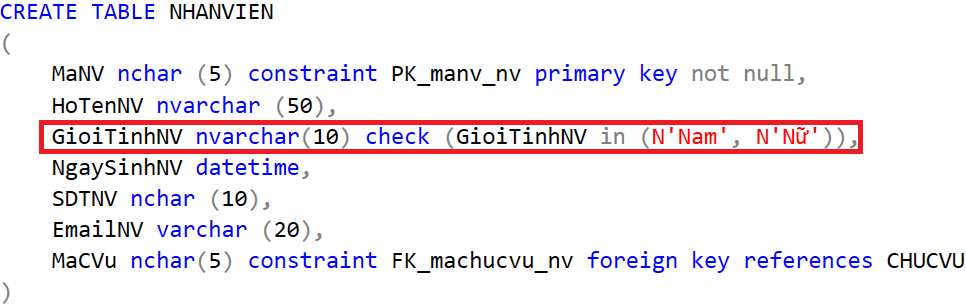 CREATE TABLE NHANVIEN
(
MaNV nchar (5) constraint PK_manv_nv primary key not null,
HoTenNV nvarchar (50),
GioiTinhNV nvarchar(10) check (GioiTinhNV in (N'Nam', N'Nữ')),
NgaySinhNV datetime,
SDTNV nchar (10),
EmailNV varchar (20),
MaCVu nchar(5) constraint FK_machucvu_nv foreign key references CHUCVU
)